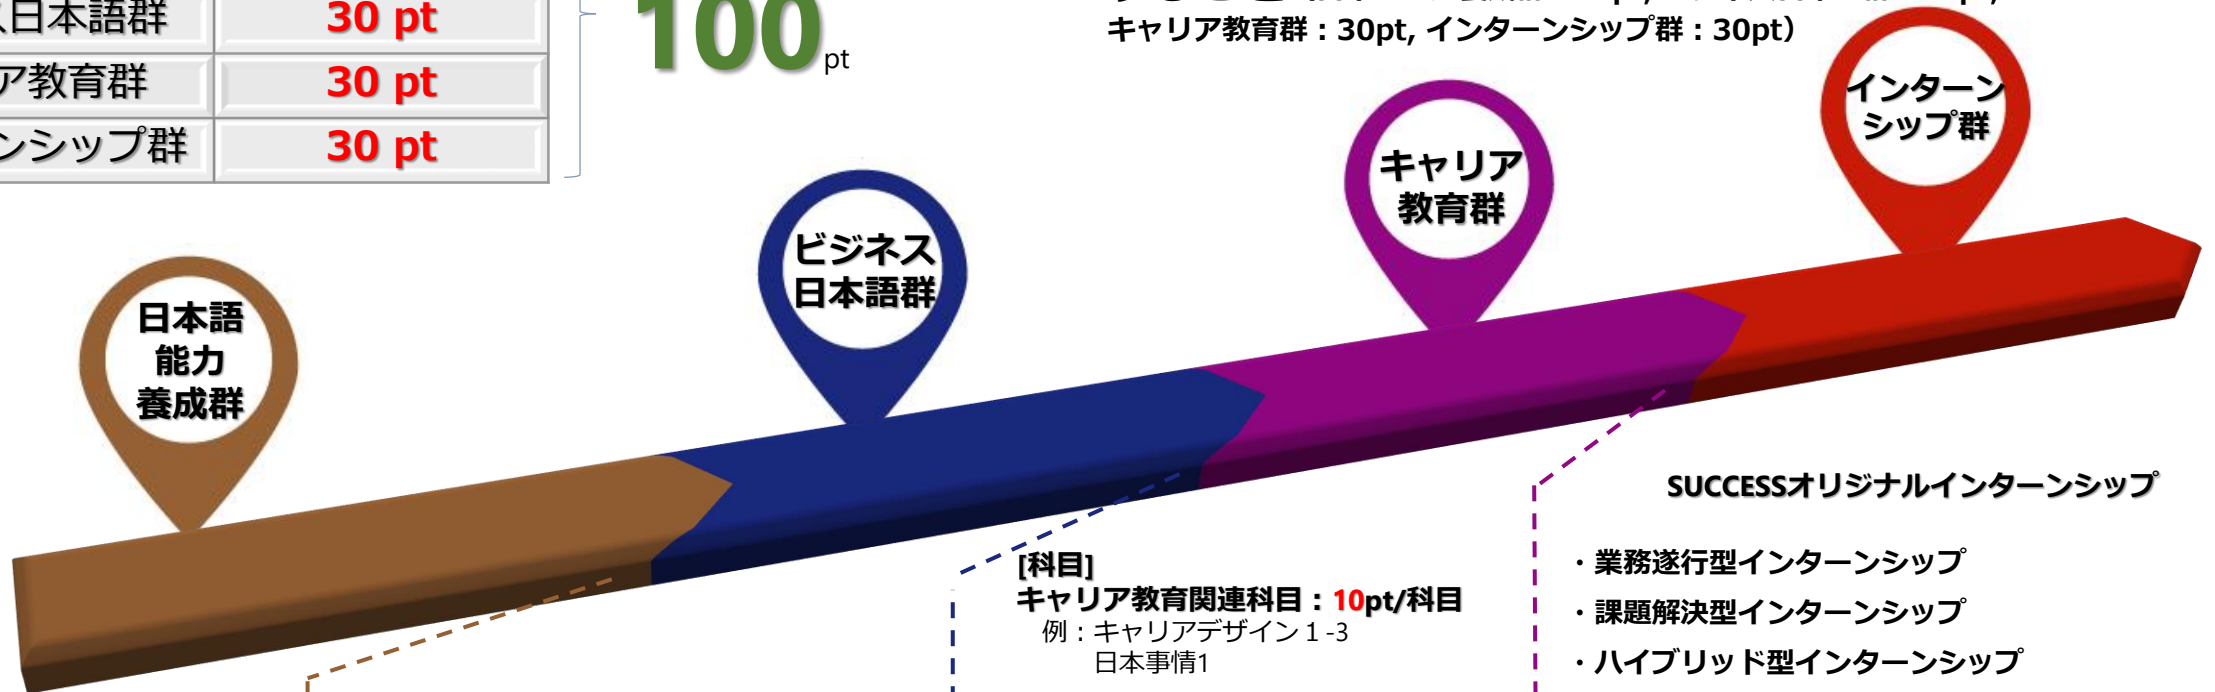 日本語群
30 pt
ア教育群
30 pt
ンシップ群
30 pt
100
pt
キャリア教育群：30pt, インターンシップ群：30pt）
インターン
シップ群
キャリア
教育群
ビジネス
日本語群
日本語
能力
養成群
SUCCESSオリジナルインターンシップ
・業務遂行型インターンシップ
・課題解決型インターンシップ
・ハイブリッド型インターンシップ
[科目]
キャリア教育関連科目：10pt/科目
例：キャリアデザイン１-3
日本事情1